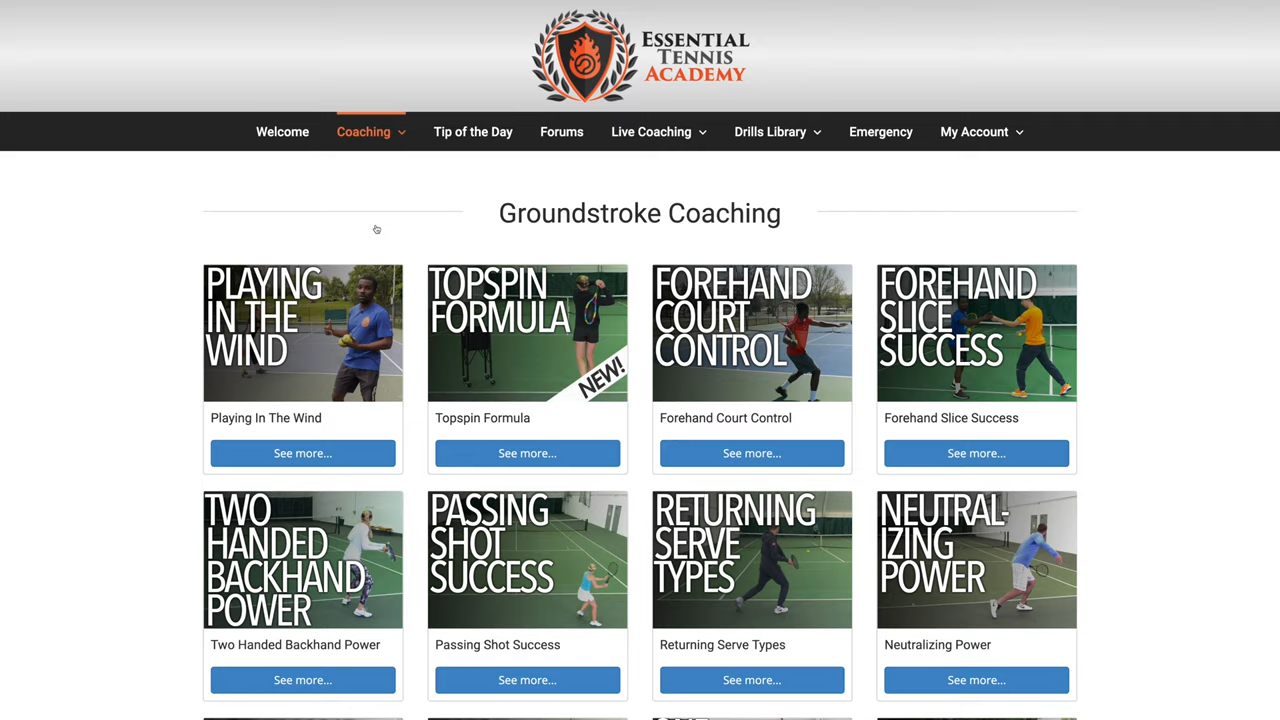 ESSENTIAL
TENNIS
ACADEMY
Welcome Coaching Tip of the Day Forums Live Coaching Drills Library Emergency My Account
Groundstroke Coaching
PLAYING
IN THE
WIND
Playing In The Wind
See more...
TOPSPIN
FORMULA
NEW!
Topspin Formula
See more...
FOREHAND
COURT
CONTROL
Forehand Court Control
See more...
FOREHAND
SLICE
SUCCESS
Forehand Slice Success
See more...
TWO
HANDED
BACKHAND
POWER
Two Handed Backhand Power
See more...
PASSING
SHOT
SUCCESS
Passing Shot Success
See more...
RETURNING
SERVE
TYPES
Returning Serve Types
See more...
NEUTRAL-
IZING
POWER
Neutralizing Power
See more...